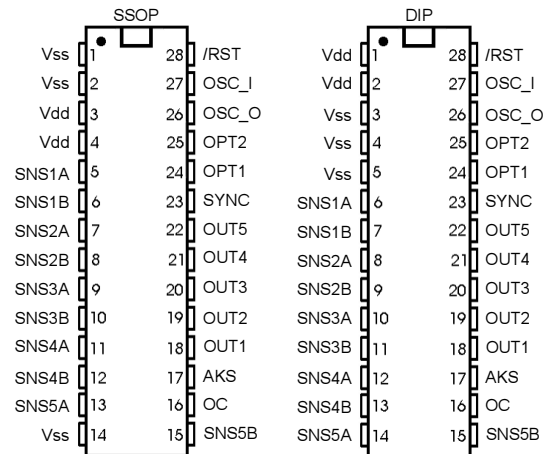 SSOP
Vss 1 28 /RST
Vss 2 27 OSC_I
Vdd 3 26 OSC_O
Vdd 4 25 OPT2
SNS1A 5 24 OPT1
SNS1B 6 23 SYNC
SNS2A 7 22 OUT5
SNS2B 8 21 OUT4
SNS3A 9 20 OUT3
SNS3B 10 19 OUT2
SNS4A 11 18 OUT1
SNS4B 12 17 AKS
SNS5A 13 16 OC
Vss 14 15 SNS5B
DIP
Vdd 1 28 /RST
Vdd 2 27 OSC_I
Vss 3 26 OSC_O
Vss 4 25 OPT2
Vss 5 24 OPT1
SNS1A 6 23 SYNC
SNS1B 7 22 OUT5
SNS2A 8 21 OUT4
SNS2B 9 20 OUT3
SNS3A 10 19 OUT2
SNS3B 11 18 OUT1
SNS4A 12 17 AKS
SNS4B 13 16 OC
SNS5A 14 15 SNS5B